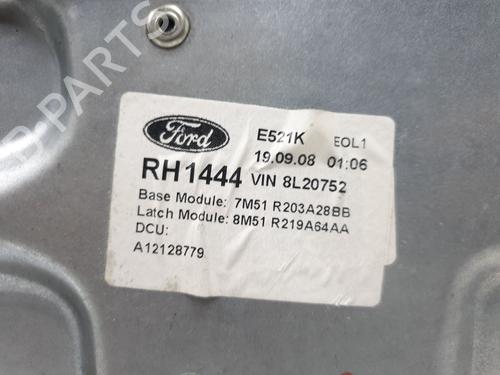 PARTS
Ford
E521K EOL1
19.09.08 01:06
RH1444 VIN 8L20752
Base Module: 7M51 R203A28BB
Latch Module: 8M51 R219A64AA
DCU:
A12128779